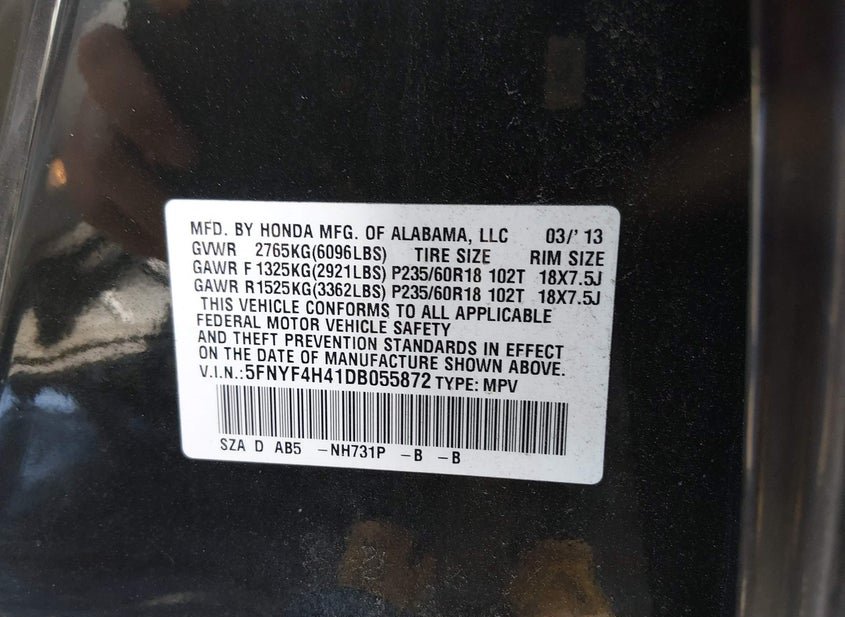 MFD. BY HONDA MFG. OF ALABAMA, LLC 03/'13
GVWR 2765KG(6096LBS) TIRE SIZE RIM SIZE
GAWR F 1325KG(2921LBS) P235/60R18 102T 18X7.5J
GAWR R1525KG(3362LBS) P235/60R18 102T 18X7.5J
THIS VEHICLE CONFORMS TO ALL APPLICABLE
FEDERAL MOTOR VEHICLE SAFETY
AND THEFT PREVENTION STANDARDS IN EFFECT
ON THE DATE OF MANUFACTURE SHOWN ABOVE.
V.I.N.:5FNYF4H41DB055872 TYPE: MPV
SZA D AB5 -NH731P -B -B